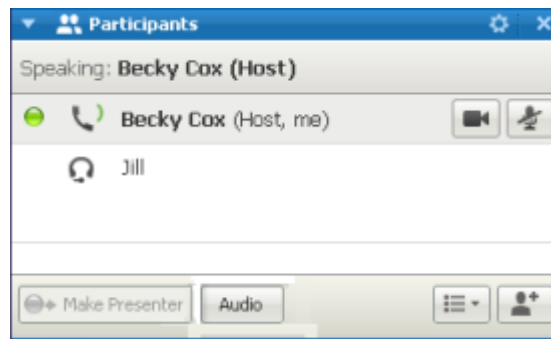 Participants
Speaking: Becky Cox (Host)
Becky Cox (Host, me)
Jill
Make Presenter Audio